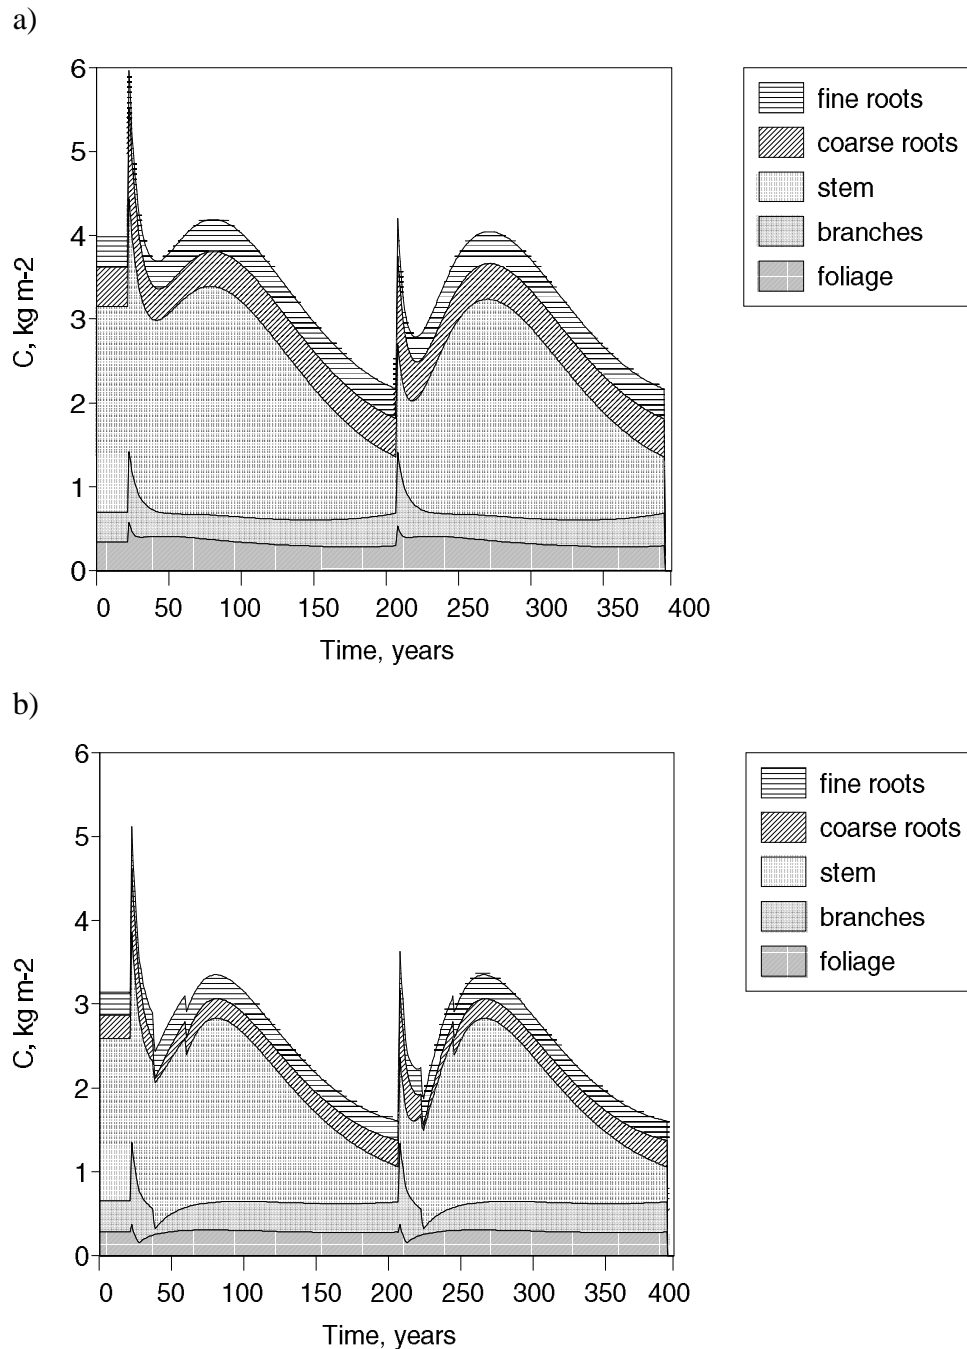 a)
6
5
4
3
2
1
0
C, kg m-2
0 50 100 150 200 250 300 350 400
Time, years
fine roots
coarse roots
stem
branches
foliage
b)
6
5
4
3
2
1
0
C, kg m-2
0 50 100 150 200 250 300 350 400
Time, years
fine roots
coarse roots
stem
branches
foliage